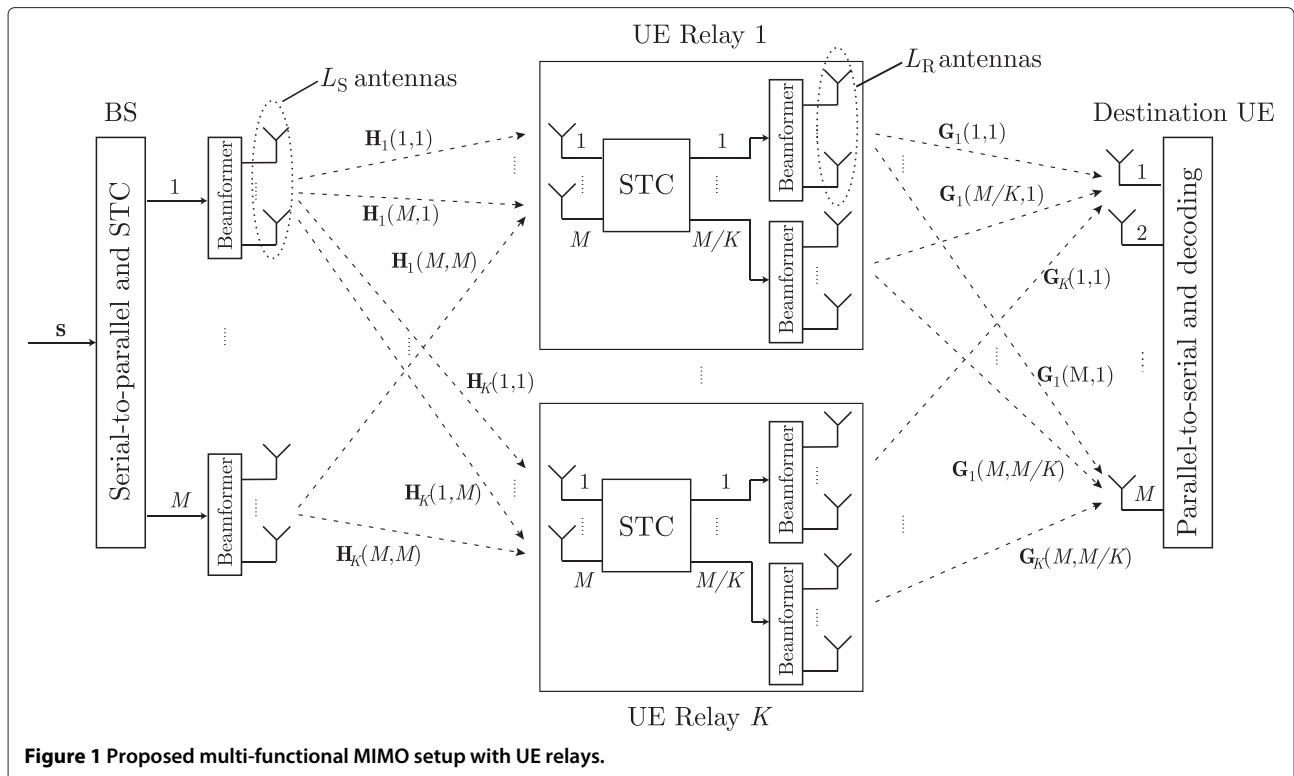 UE Relay 1
L_S antennas
L_R antennas
BS
Destination UE
Serial-to-parallel and STC
s
1
Beamformer
M
Beamformer
H_1(1,1)
H_1(M,1)
H_1(M,M)
H_K(1,1)
H_K(1,M)
H_K(M,M)
1
M
STC
1
M/K
Beamformer
Beamformer
1
M
STC
1
M/K
Beamformer
Beamformer
UE Relay K
G_1(1,1)
G_1(M/K,1)
G_K(1,1)
G_1(M,1)
G_1(M,M/K)
G_K(M,M/K)
1
2
M
Parallel-to-serial and decoding
Figure 1 Proposed multi-functional MIMO setup with UE relays.